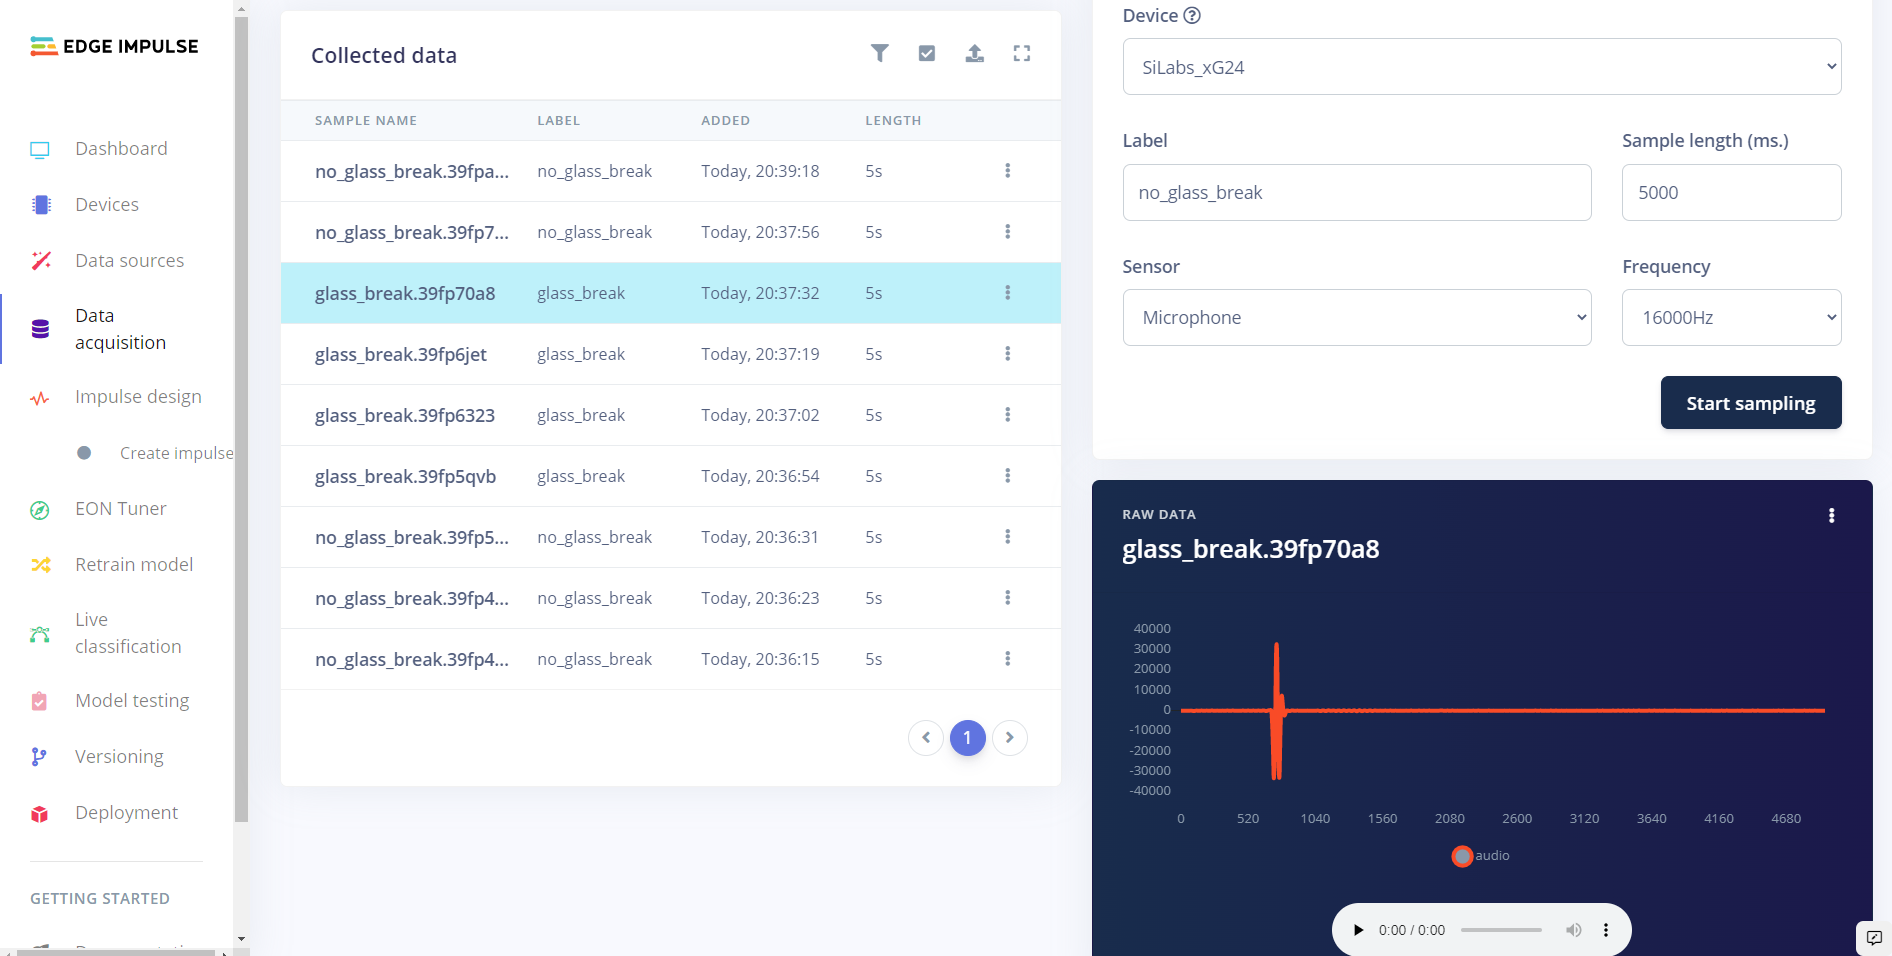 EDGE IMPULSE
Dashboard
Devices
Data sources
Data
acquisition
Impulse design
Create impulse
EON Tuner
Retrain model
Live
classification
Model testing
Versioning
Deployment
GETTING STARTED
Collected data
SAMPLE NAME LABEL ADDED LENGTH
no_glass_break.39fpa... no_glass_break Today, 20:39:18 5s
no_glass_break.39fp7... no_glass_break Today, 20:37:56 5s
glass_break.39fp70a8 glass_break Today, 20:37:32 5s
glass_break.39fp6jet glass_break Today, 20:37:19 5s
glass_break.39fp6323 glass_break Today, 20:37:02 5s
glass_break.39fp5qvb glass_break Today, 20:36:54 5s
no_glass_break.39fp5... no_glass_break Today, 20:36:31 5s
no_glass_break.39fp4... no_glass_break Today, 20:36:23 5s
no_glass_break.39fp4... no_glass_break Today, 20:36:15 5s
1
Device
SiLabs_xG24
Label Sample length (ms.)
no_glass_break 5000
Sensor Frequency
Microphone 16000Hz
Start sampling
RAW DATA
glass_break.39fp70a8
40000
30000
20000
10000
0
-10000
-20000
-30000
-40000
0 520 1040 1560 2080 2600 3120 3640 4160 4680
audio
0:00 / 0:00